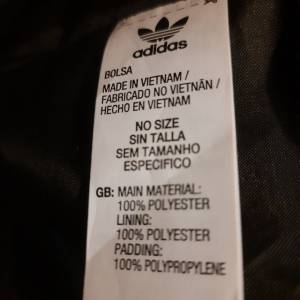 adidas
BOLSA
MADE IN VIETNAM /
FABRICADO NO VIETNÃN /
HECHO EN VIETNAM
NO SIZE
SIN TALLA
SEM TAMANHO
ESPECIFICO
GB: MAIN MATERIAL:
100% POLYESTER
LINING:
100% POLYESTER
PADDING:
100% POLYPROPYLENE